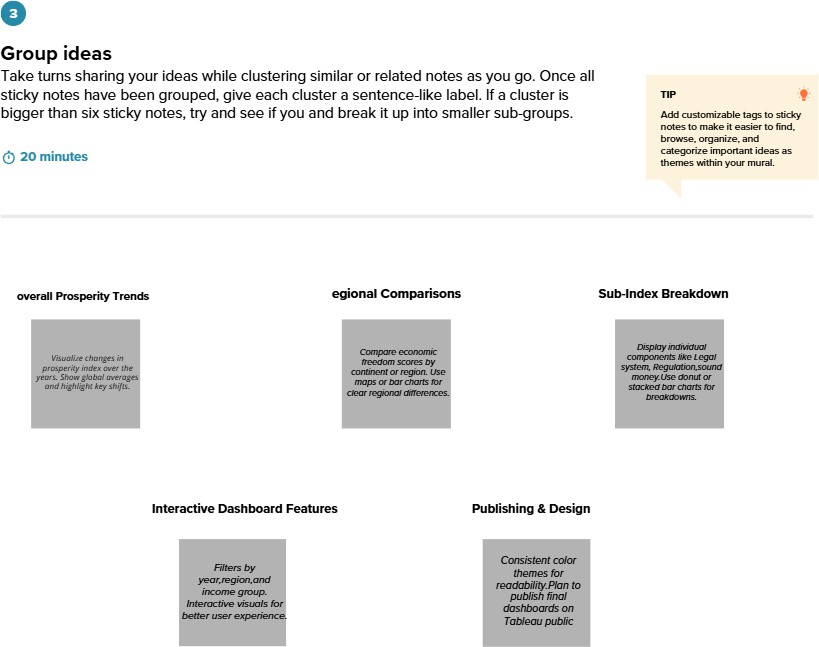 3
Group ideas
Take turns sharing your ideas while clustering similar or related notes as you go. Once all
sticky notes have been grouped, give each cluster a sentence-like label. If a cluster is
bigger than six sticky notes, try and see if you and break it up into smaller sub-groups.
20 minutes
TIP
Add customizable tags to sticky
notes to make it easier to find,
browse, organize, and
categorize important ideas as
themes within your mural.
overall Prosperity Trends
Visualize changes in
prosperity index over the
years. Show global averages
and highlight key shifts.
egional Comparisons
Compare economic
freedom scores by
continent or region. Use
maps or bar charts for
clear regional differences.
Sub-Index Breakdown
Display individual
components like Legal
system, Regulation,sound
money.Use donut or
stacked bar charts for
breakdowns.
Interactive Dashboard Features
Filters by
year,region,and
income group.
Interactive visuals for
better user experience.
Publishing & Design
Consistent color
themes for
readability.Plan to
publish final
dashboards on
Tableau public